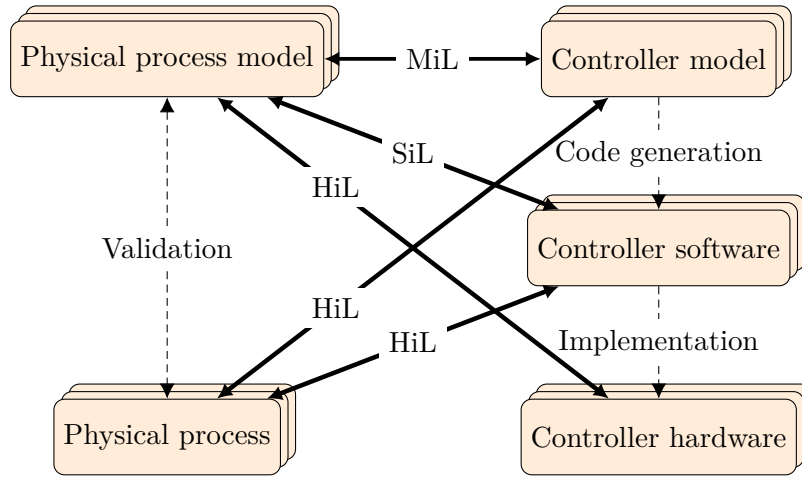 Physical process model
MiL
Controller model
SiL
Code generation
HiL
Validation
Controller software
HiL
HiL
Implementation
Physical process
Controller hardware